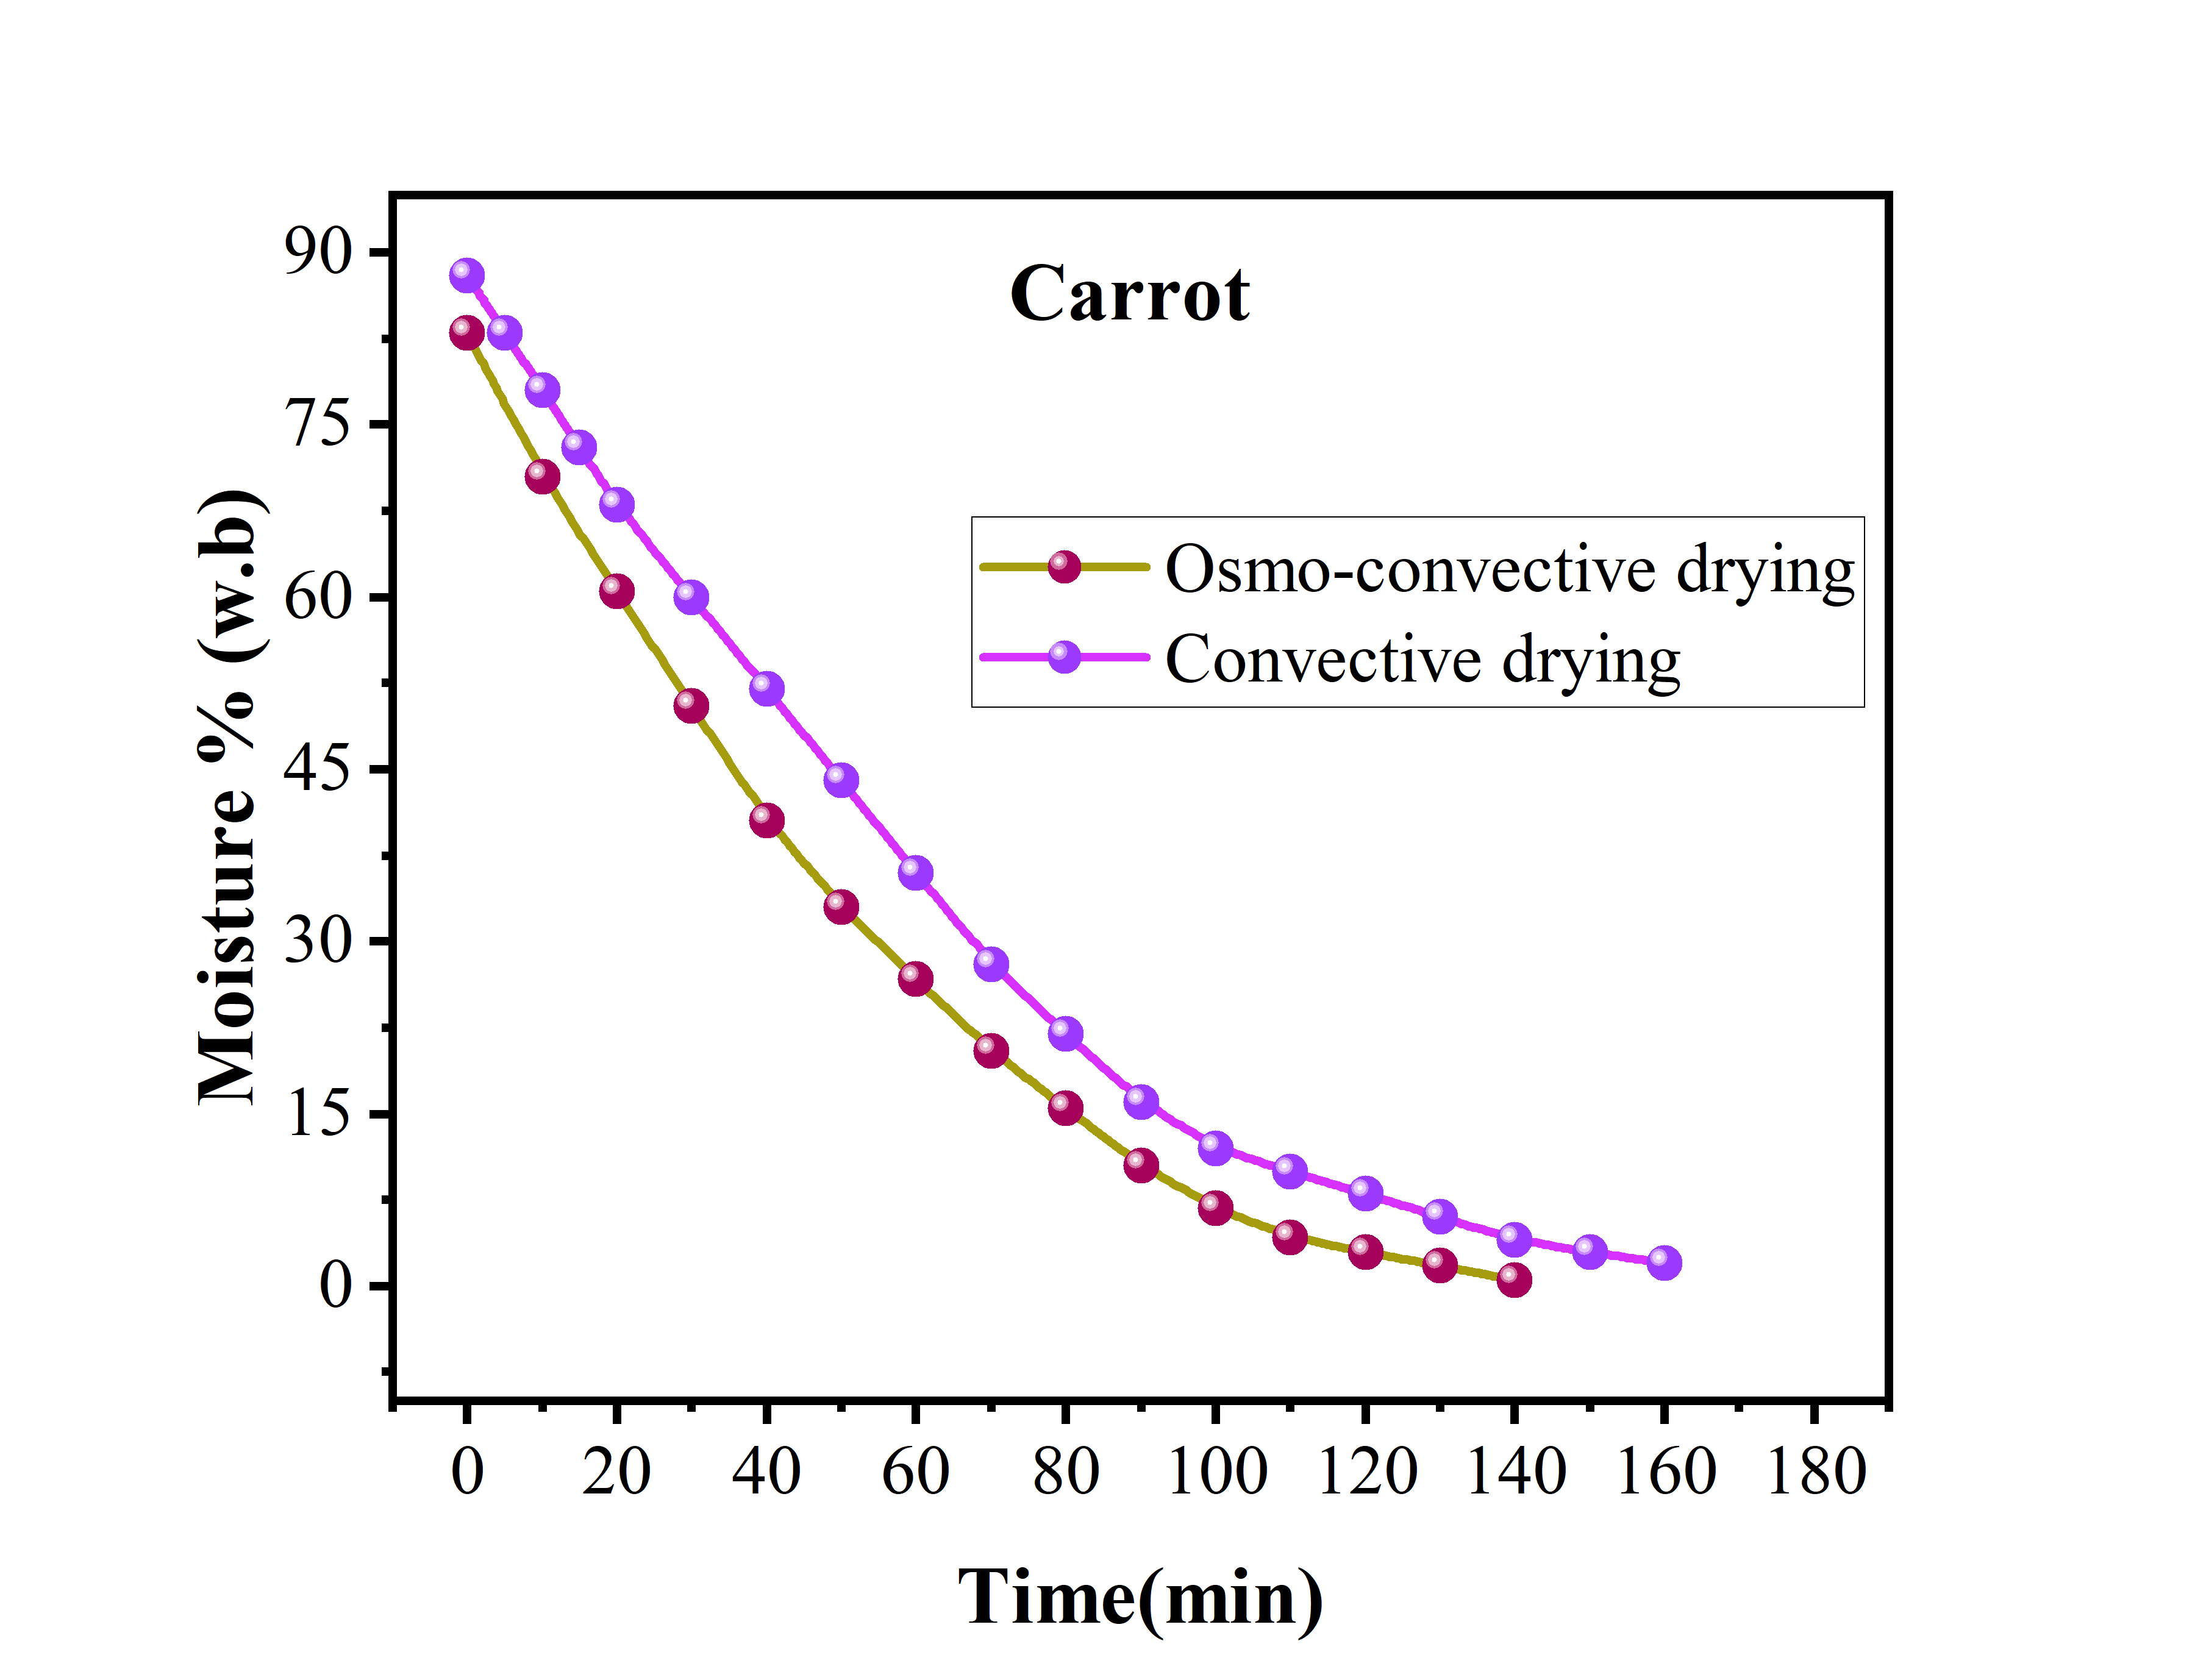 Carrot
Osmo-convective drying
Convective drying
Moisture % (w.b)
90
75
60
45
30
15
0
0 20 40 60 80 100 120 140 160 180
Time(min)